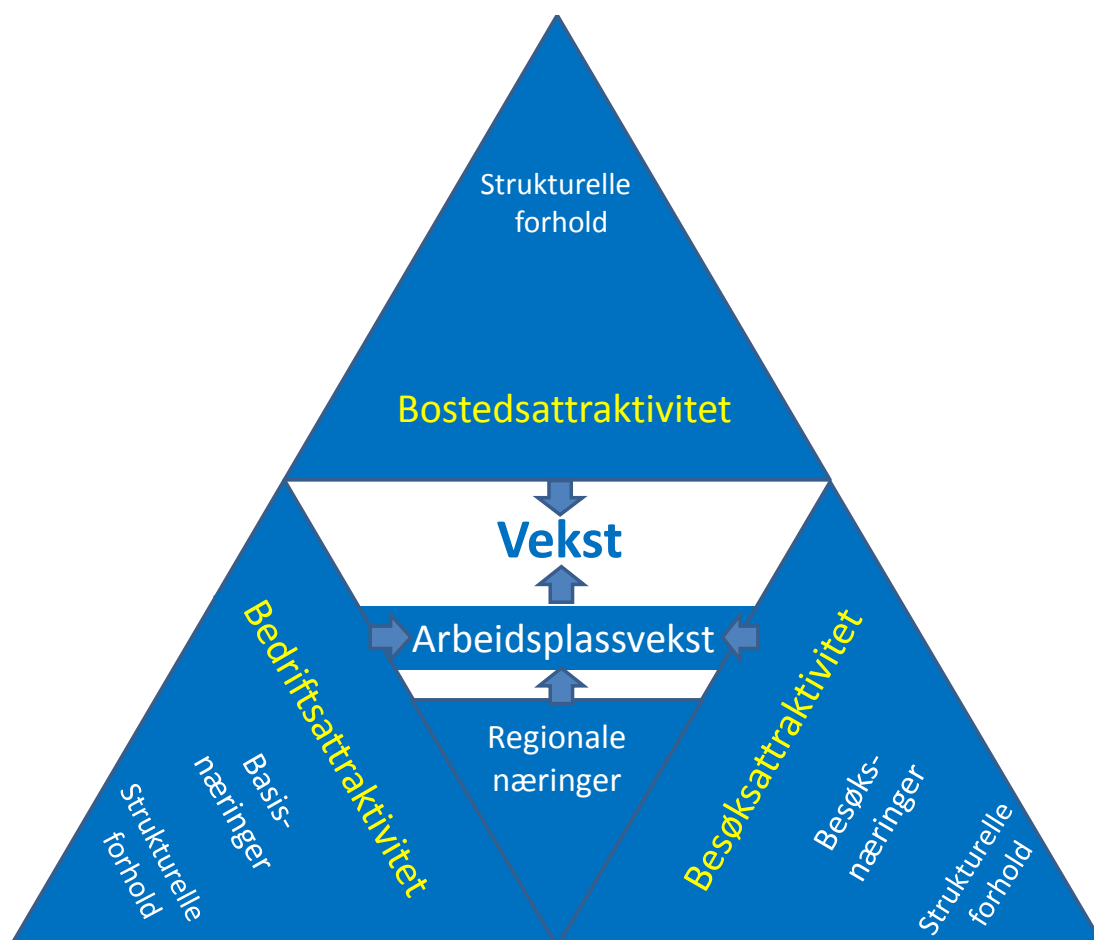 Strukturelle
forhold
Bostedsattraktivitet
Vekst
Arbeidsplassvekst
Regionale
næringer
Bedriftsattraktivitet
Basis-
næringer
Strukturelle
forhold
Besøksattraktivitet
Besøks-
næringer
Strukturelle
forhold